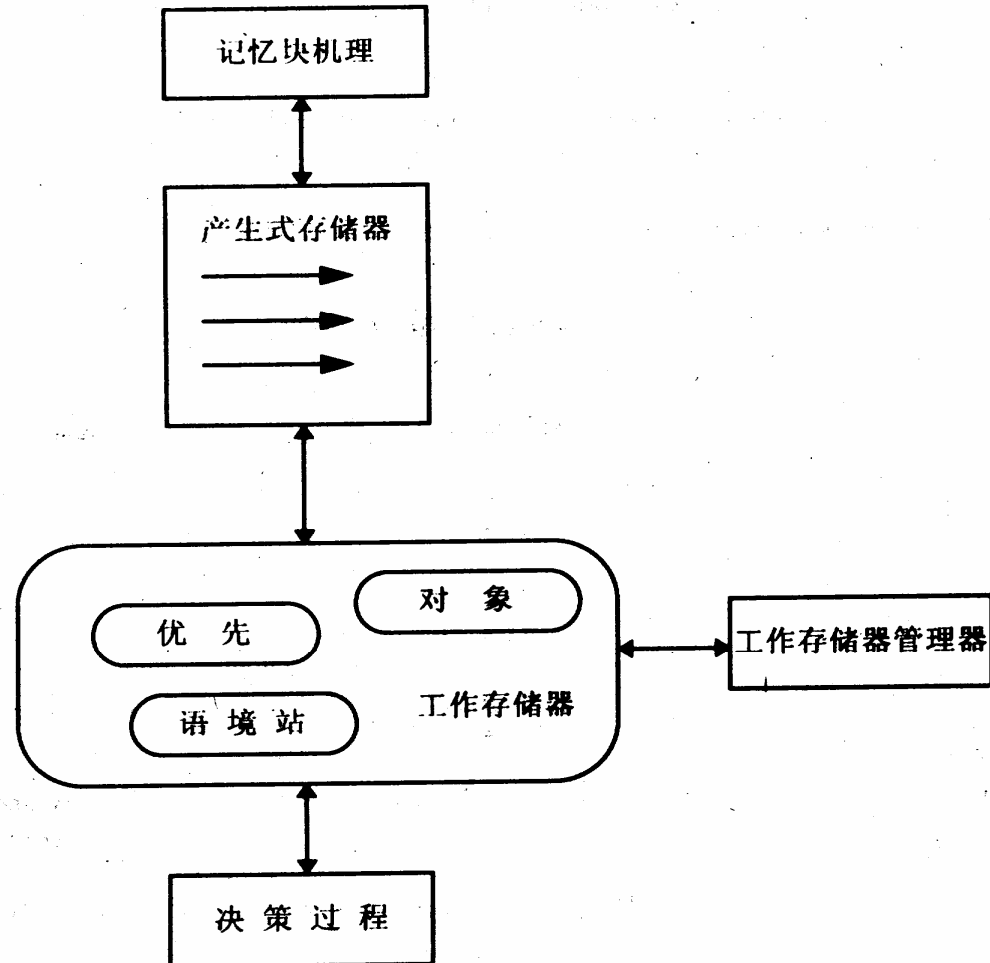 记忆块机理
产生式存储器
对象
优先
工作存储器管理器
工作存储器
语境站
决策过程